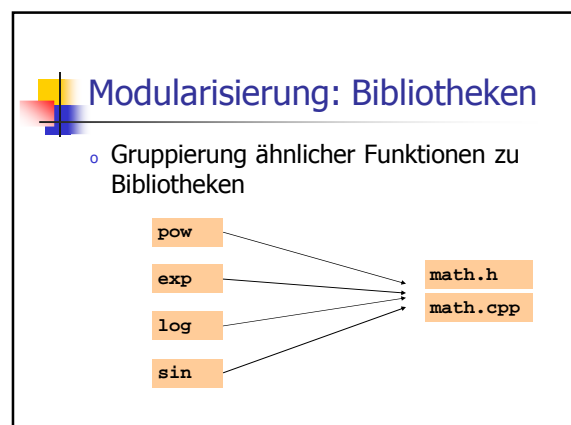 Modularisierung: Bibliotheken
o Gruppierung ähnlicher Funktionen zu
Bibliotheken
pow
exp
log
sin
math.h
math.cpp